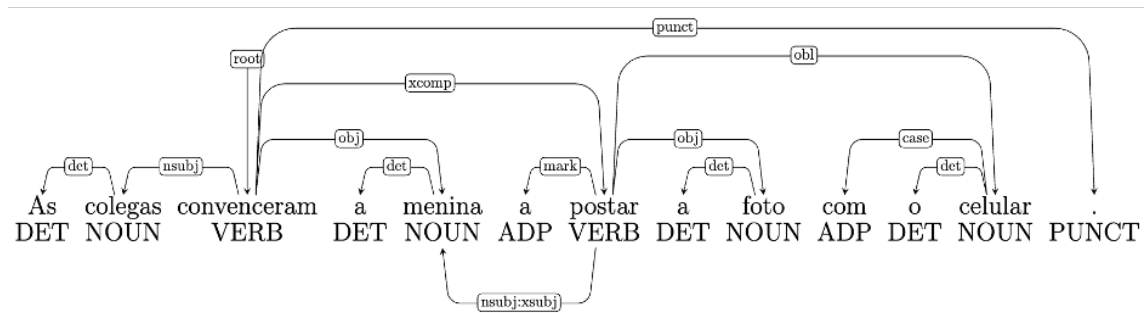 punct
root
obl
xcomp
obj
obj
case
det
nsubj
det
mark
det
det
As colegas convenceram a menina a postar a foto com o celular .
DET NOUN VERB DET NOUN ADP VERB DET NOUN ADP DET NOUN PUNCT
nsubj:xsubj